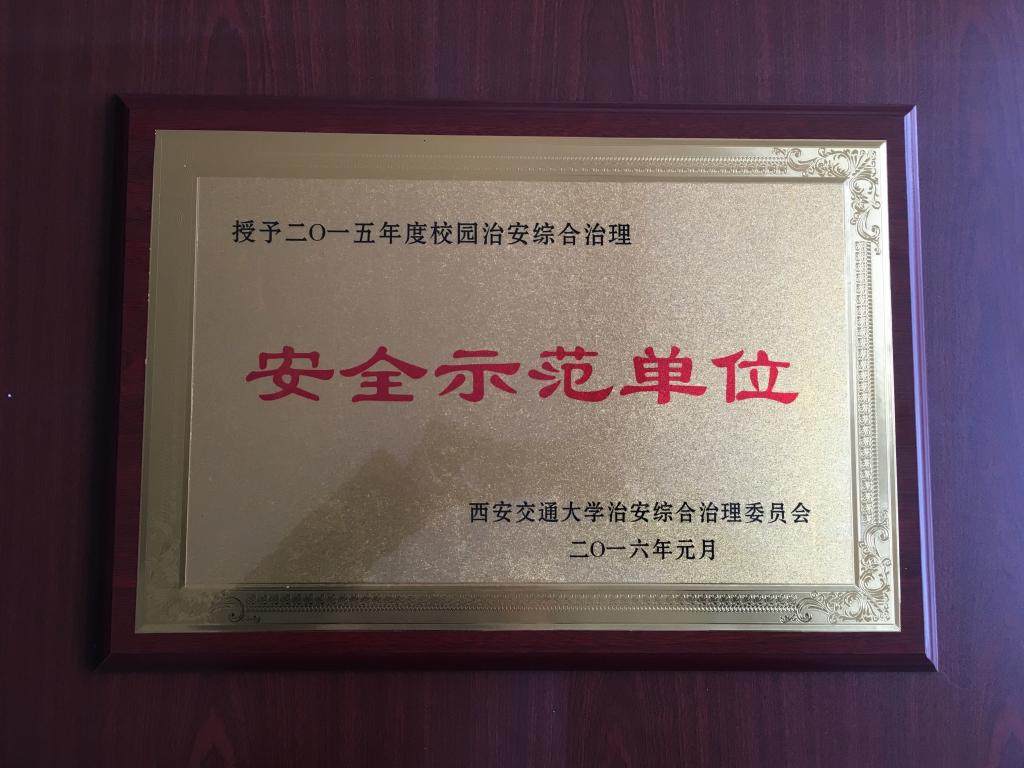 授予二〇一五年度校园治安综合治理
安全示范单位
西安交通大学治安综合治理委员会
二〇一六年元月